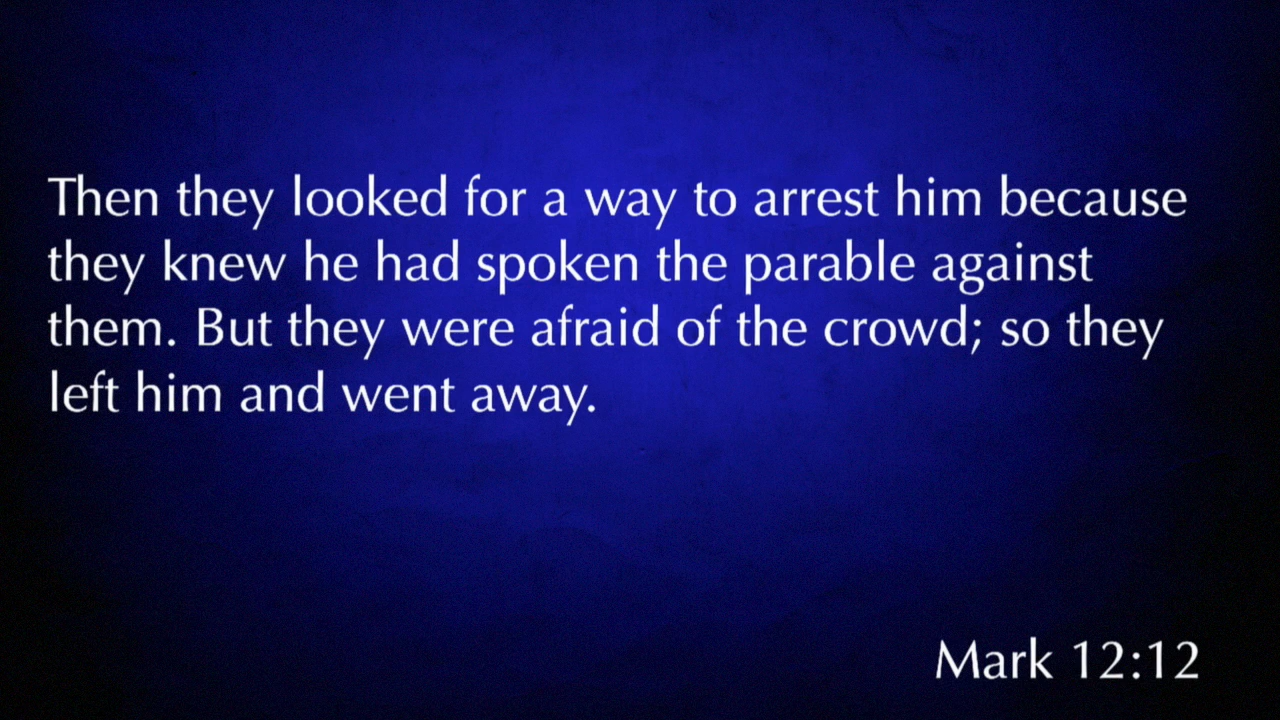 Then they looked for a way to arrest him because
they knew he had spoken the parable against
them. But they were afraid of the crowd; so they
left him and went away.
Mark 12:12